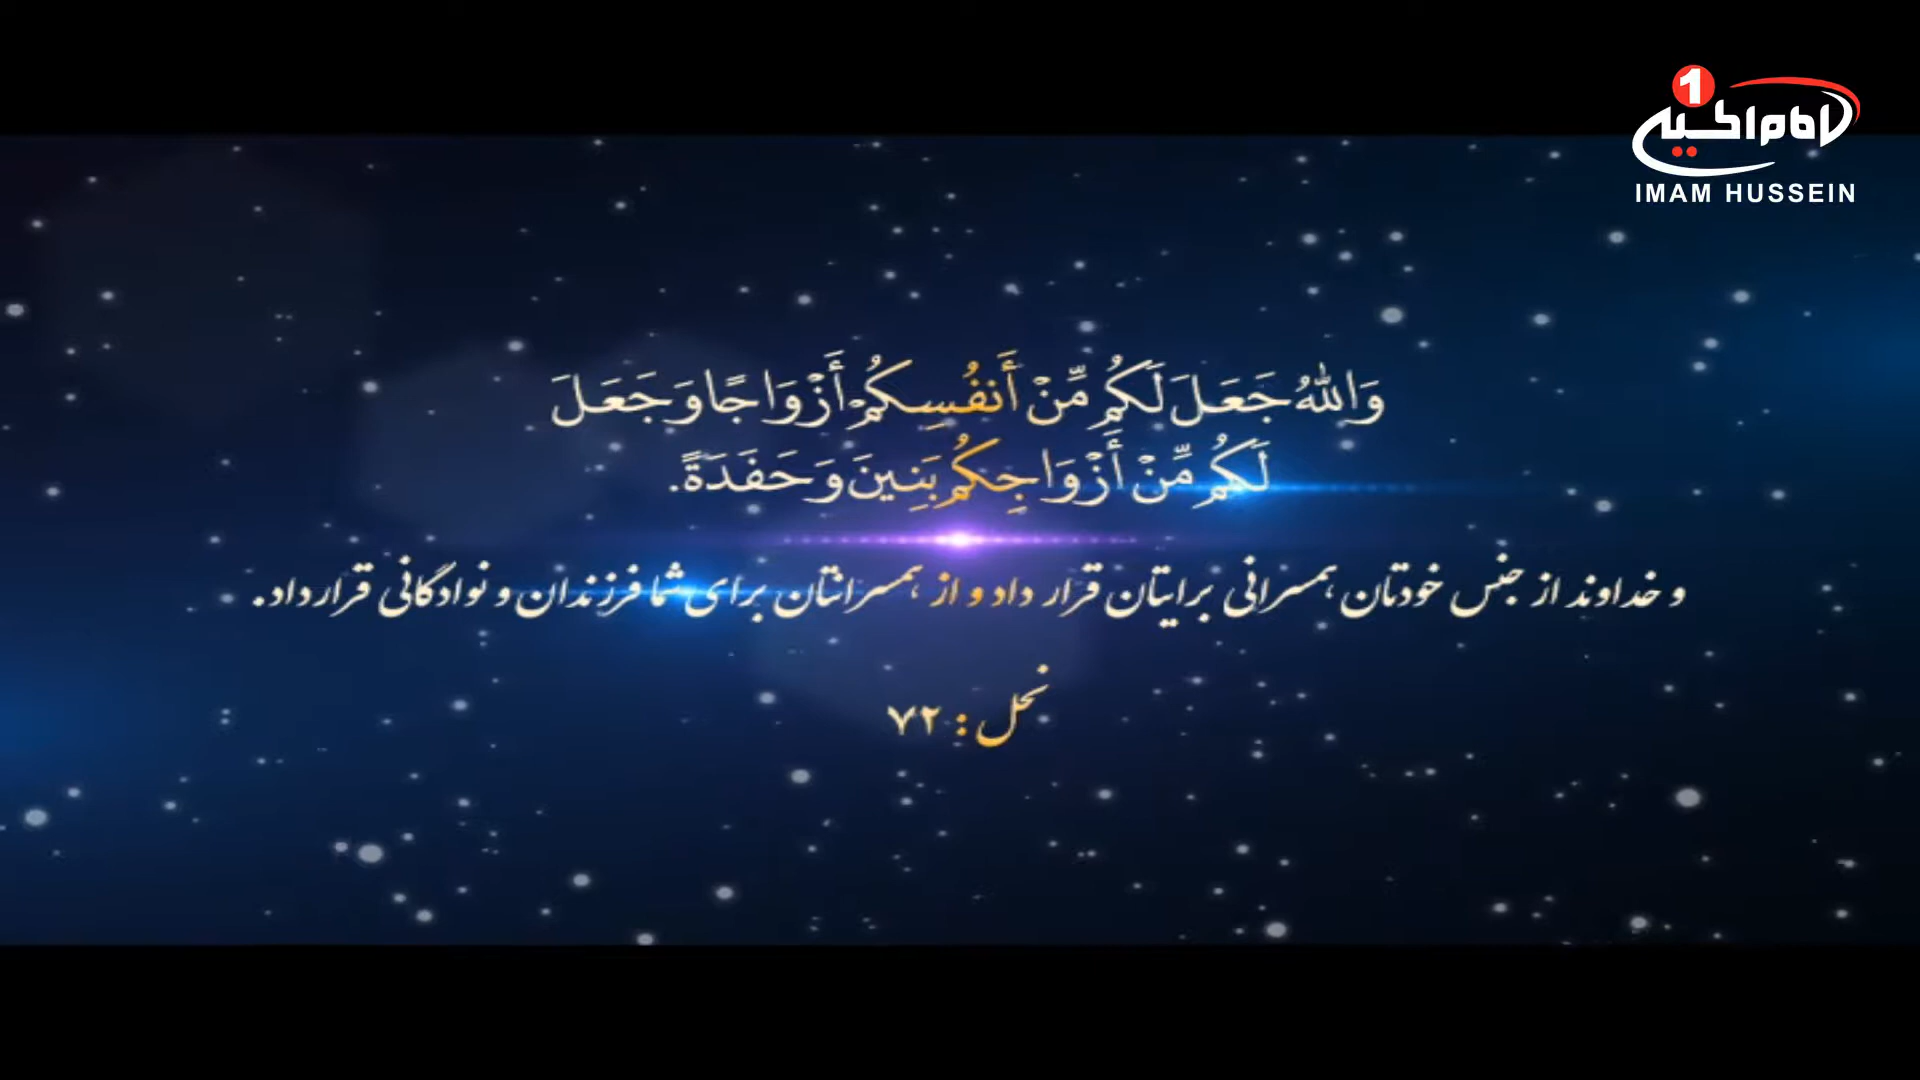 1
امام حسین
IMAM HUSSEIN
وَاللّهُ جَعَلَ لَكُم مِّنْ أَنفُسِكُمْ أَزْوَاجًا وَجَعَلَ
لَكُم مِّنْ أَزْوَاجِكُم بَنِينَ وَحَفَدَةً.
و خداوند از جنس خودتان همسرانی برایتان قرار داد و از همسرانتان برای شما فرزندان و نوادگانی قرار داد.
نحل : ۷۲